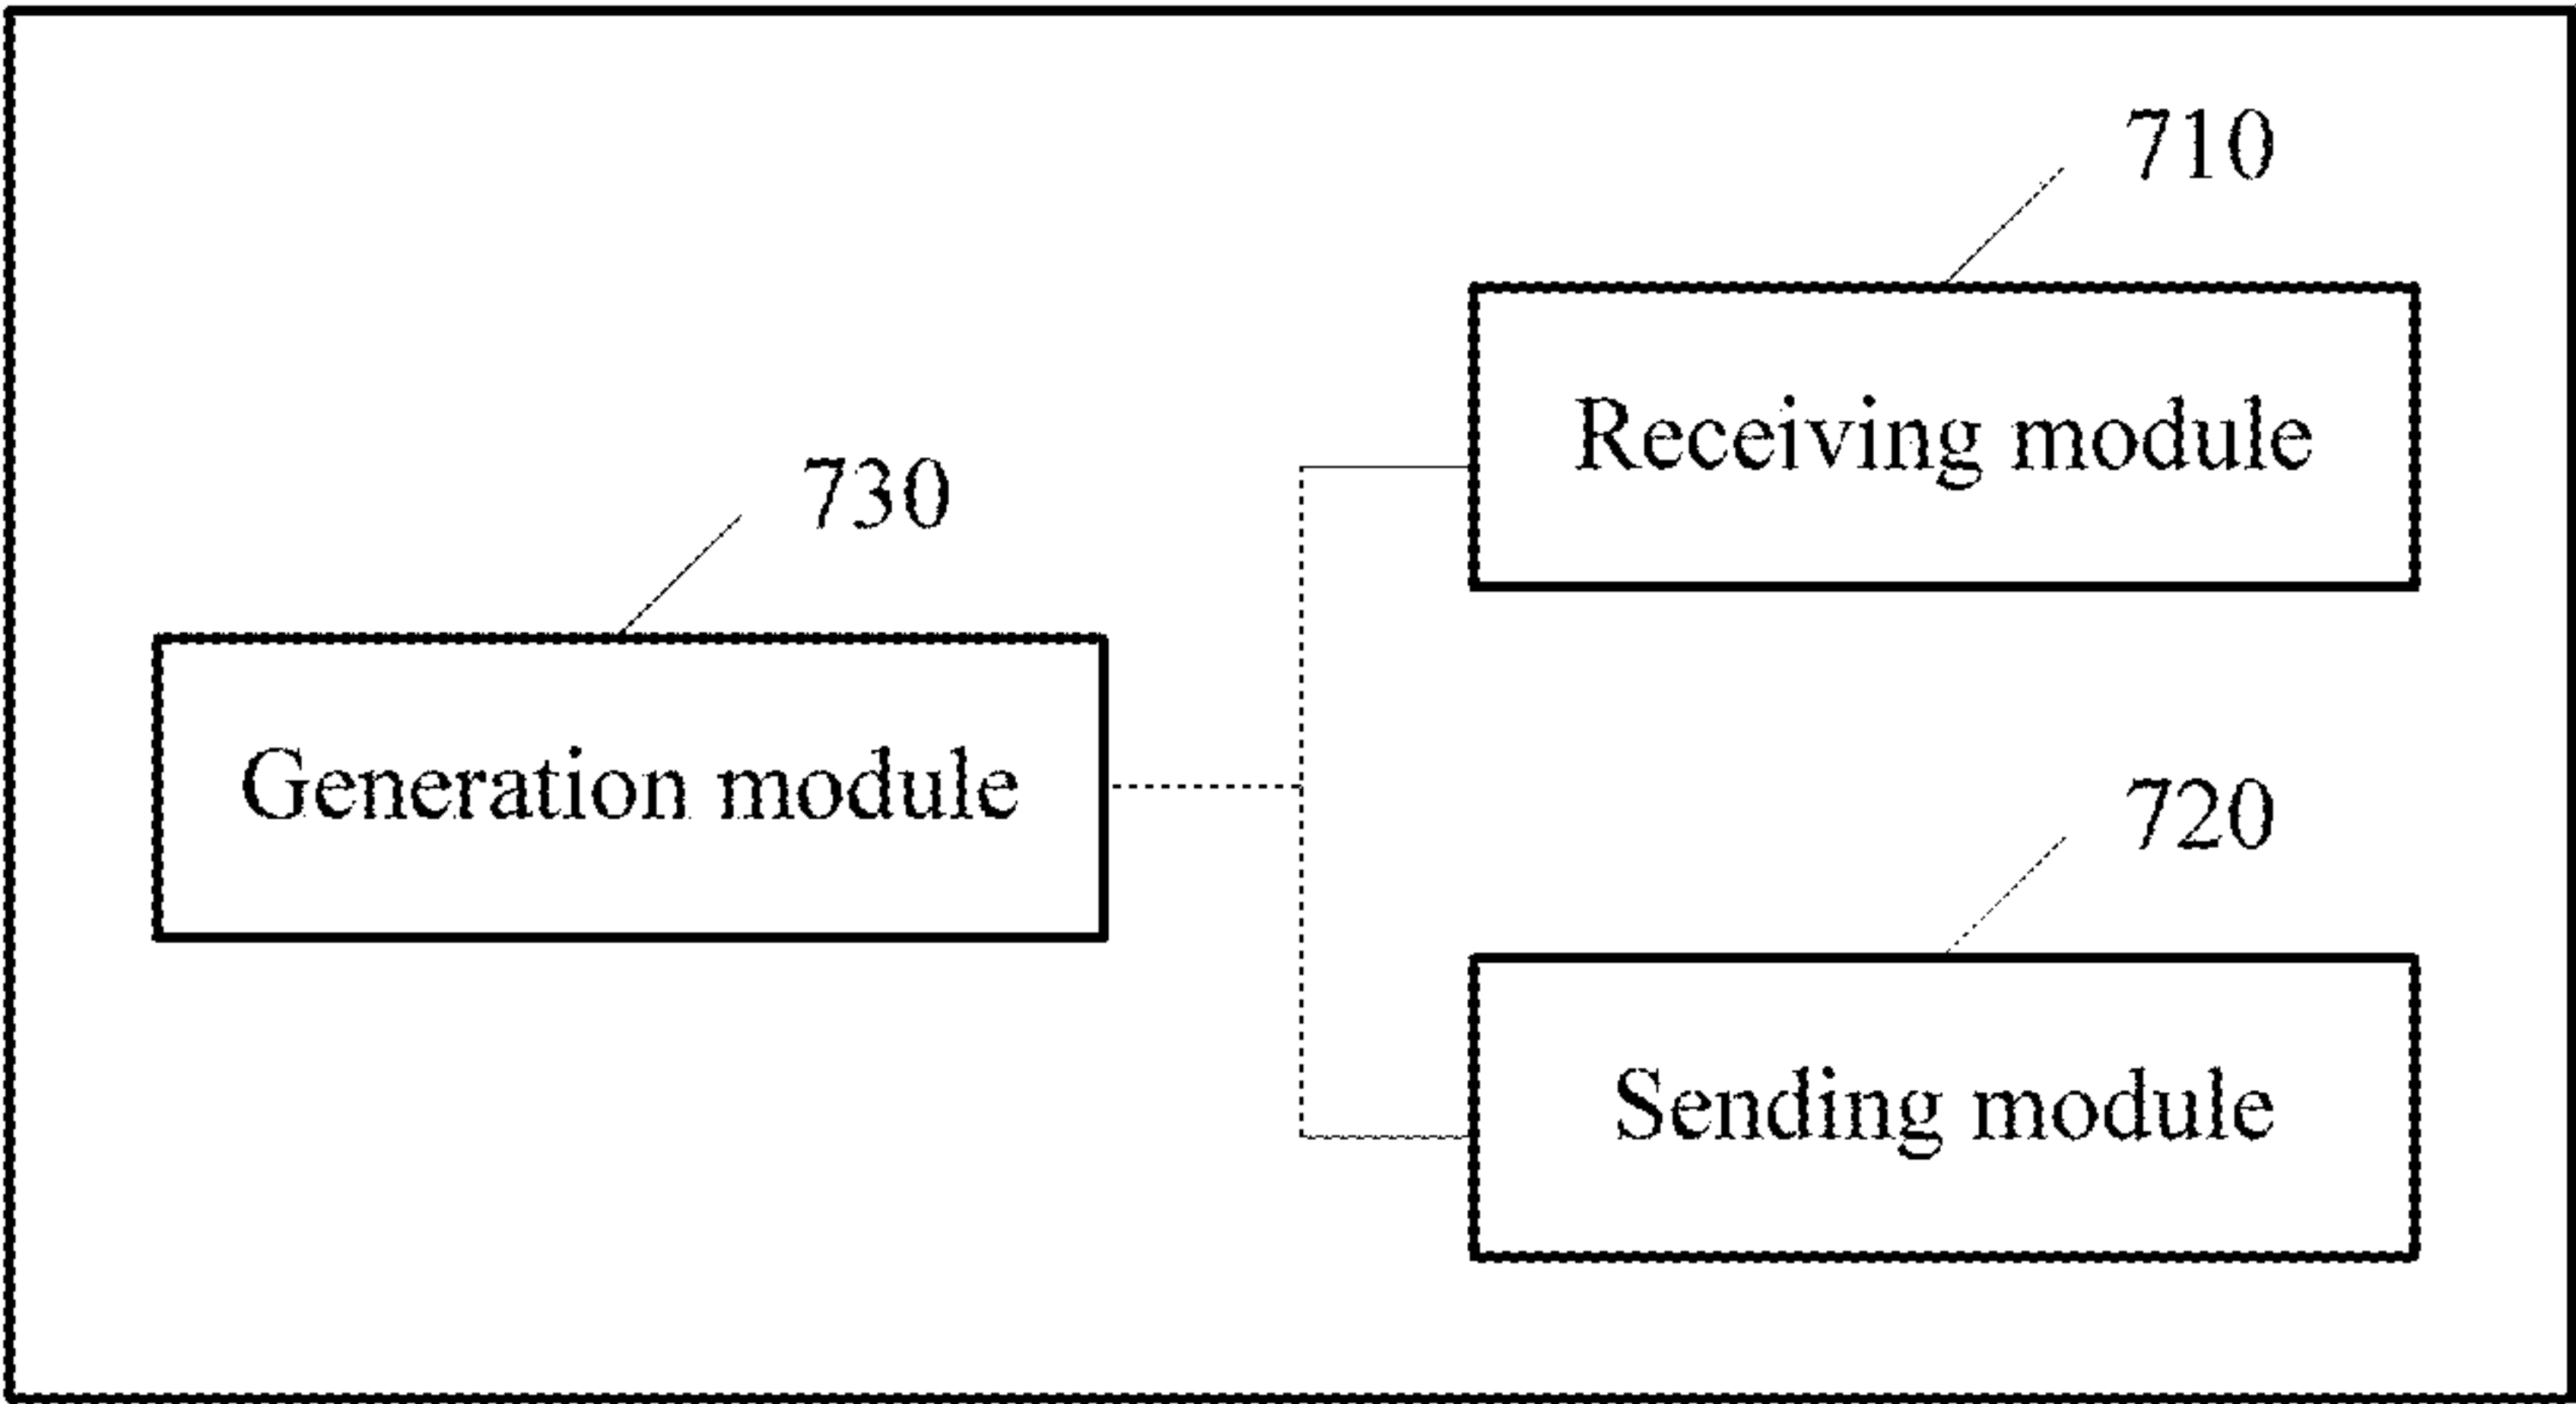 710
Receiving module
730
Generation module
720
Sending module